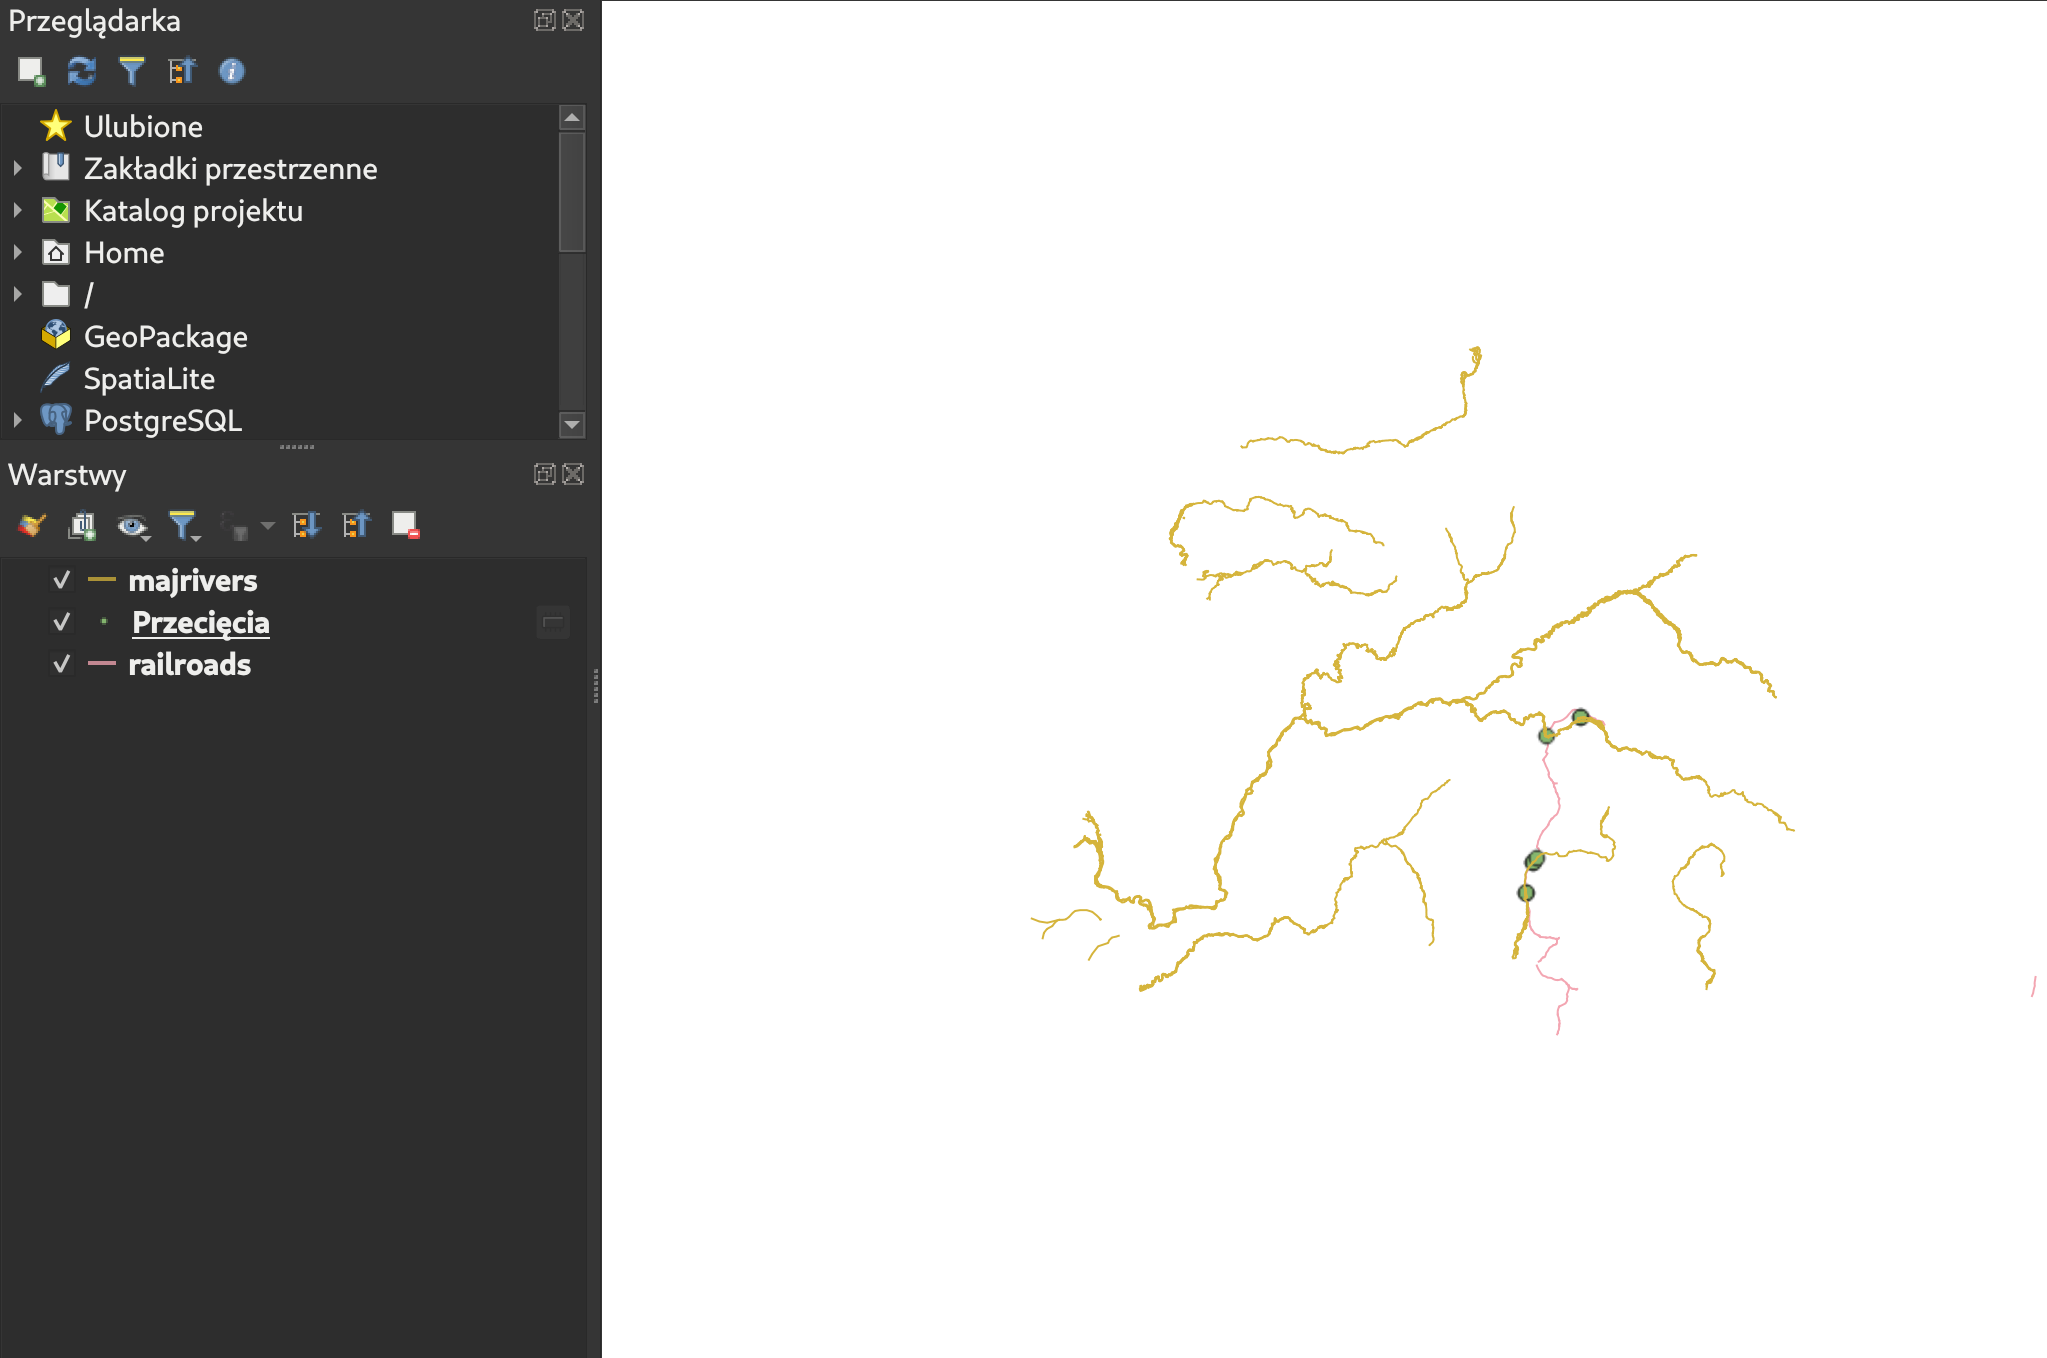 Przeglądarka
Ulubione
Zakładki przestrzenne
Katalog projektu
Home
/
GeoPackage
SpatiaLite
PostgreSQL
Warstwy
majrivers
Przecięcia
railroads